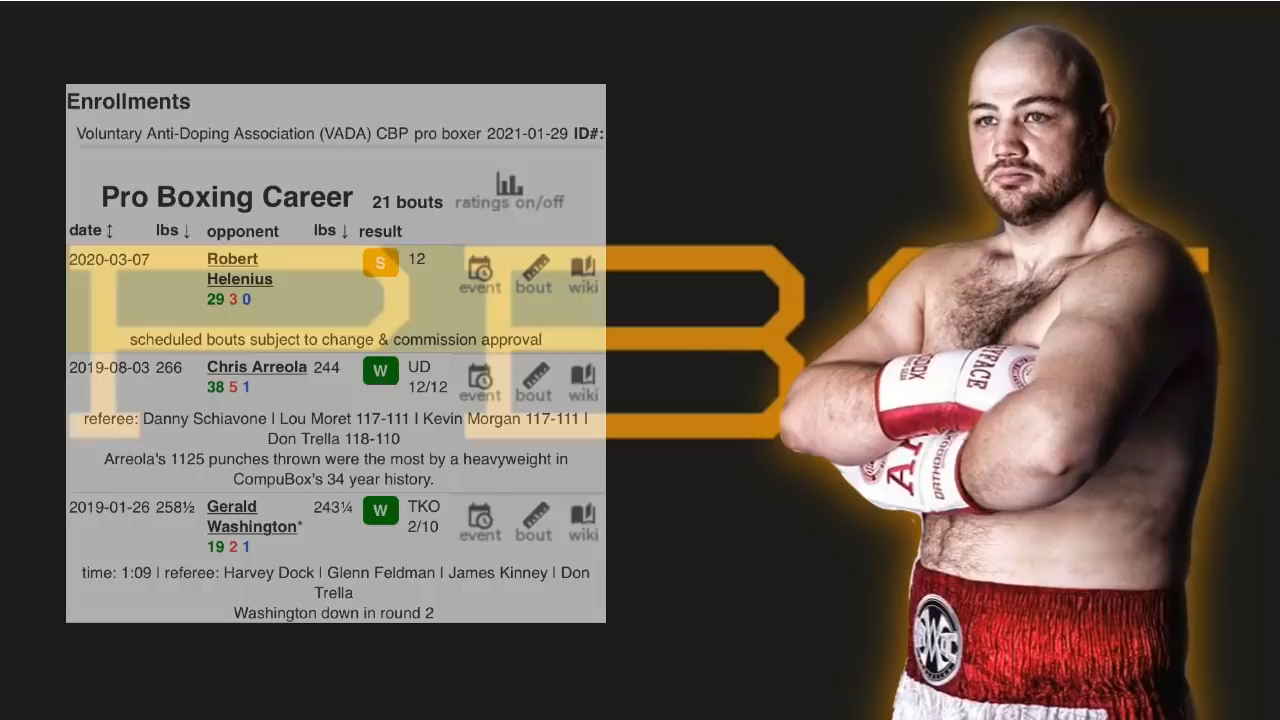 Enrollments
Voluntary Anti-Doping Association (VADA) CBP pro boxer 2021-01-29 ID#:
Pro Boxing Career 21 bouts ratings on/off
date ↕ lbs ↓ opponent lbs ↓ result
2020-03-07 Robert S 12
Helenius event bout wiki
29 3 0
scheduled bouts subject to change & commission approval
2019-08-03 266 Chris Arreola 244 W UD
38 5 1 12/12 event bout wiki
referee: Danny Schiavone | Lou Moret 117-111 | Kevin Morgan 117-111 |
Don Trella 118-110
Arreola's 1125 punches thrown were the most by a heavyweight in
CompuBox's 34 year history.
2019-01-26 258½ Gerald 243¼ W TKO
Washington* 2/10 event bout wiki
19 2 1
time: 1:09 | referee: Harvey Dock | Glenn Feldman | James Kinney | Don
Trella
Washington down in round 2
PB